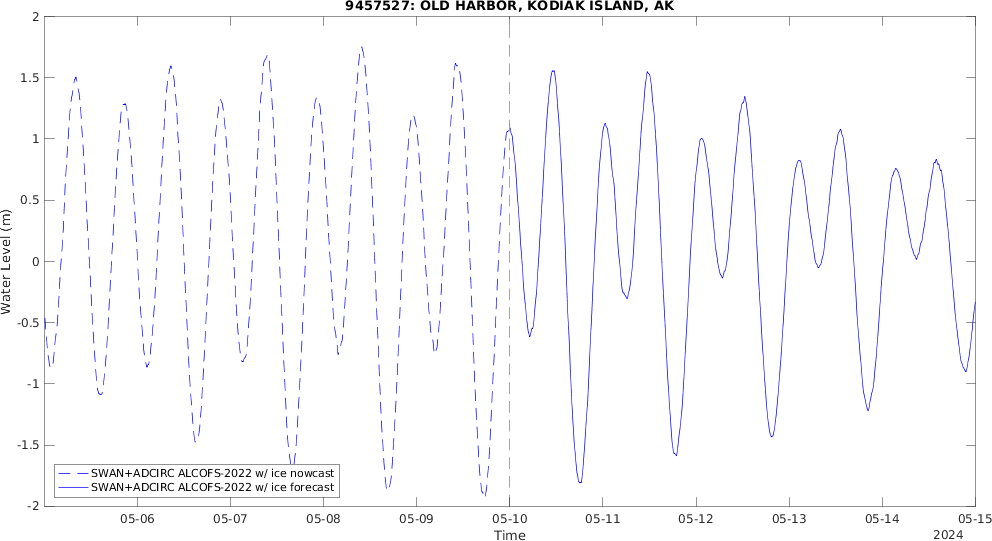 9457527: OLD HARBOR, KODIAK ISLAND, AK
2
1.5
1
0.5
0
-0.5
-1
-1.5
-2
Water Level (m)
SWAN+ADCIRC ALCOFS-2022 w/ ice nowcast
SWAN+ADCIRC ALCOFS-2022 w/ ice forecast
05-06 05-07 05-08 05-09 05-10 05-11 05-12 05-13 05-14 05-15
Time
2024